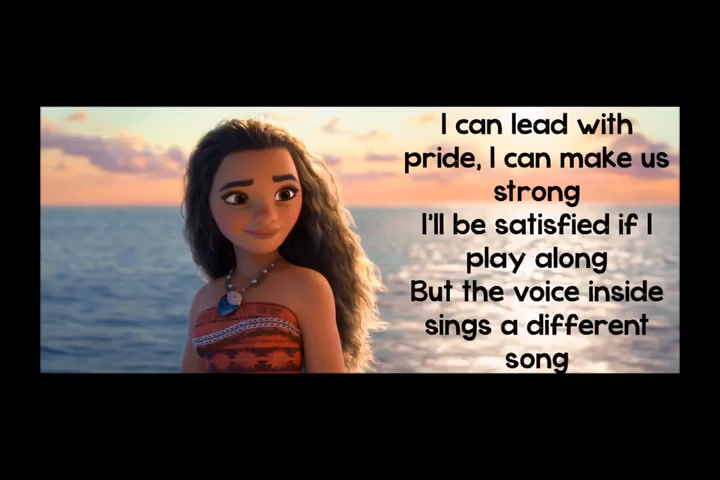 I can lead with
pride, I can make us
strong
I'll be satisfied if I
play along
But the voice inside
sings a different
song